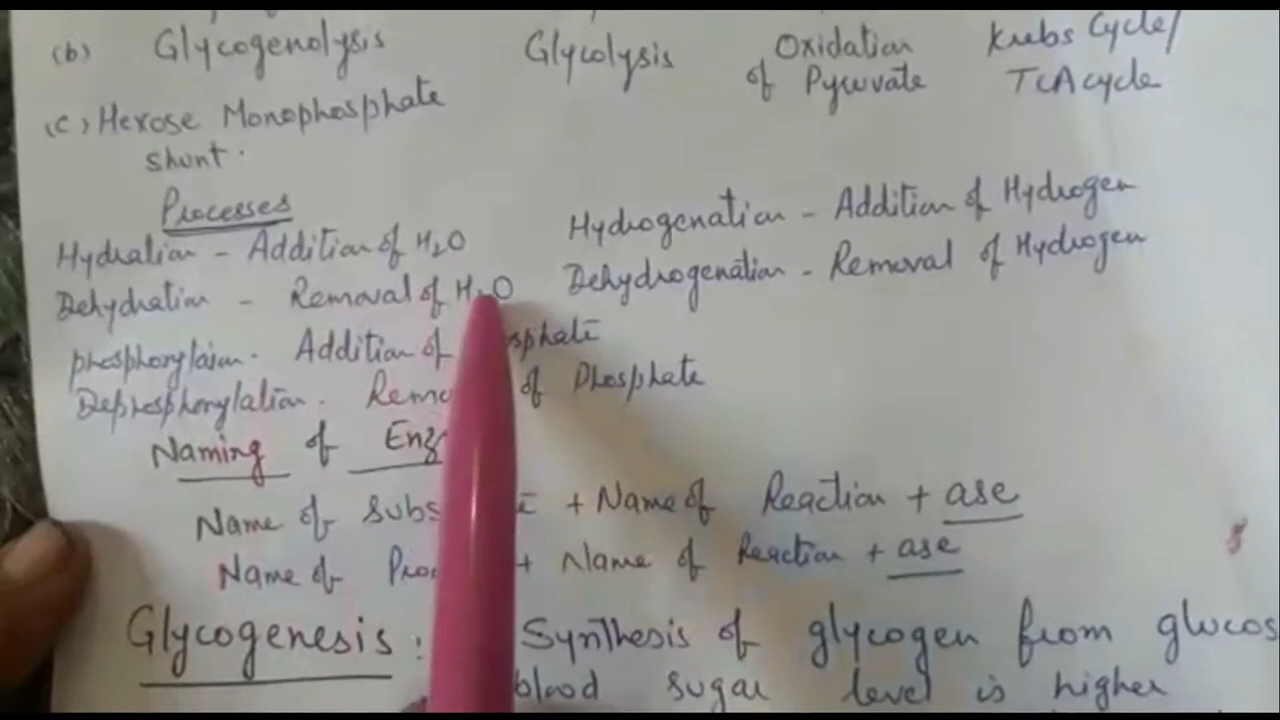 (b) Glycogenolysis Glycolysis Oxidation of Pyruvate Krebs Cycle/ TCA cycle
(c) Hexose Monophosphate
shunt.
Processes
Hydration - Addition of H2O
Dehydration - Removal of H2O
phosphorylation. Addition of
Dephosphorylation. of Phosphate
Hydrogenation - Addition of Hydrogen
Dehydrogenation - Removal of Hydrogen
Naming of
Name of + Name of Reaction + ase
Name of + Name of Reaction + ase
Glycogenesis : Synthesis of glycogen from glucos
blood sugar level is higher